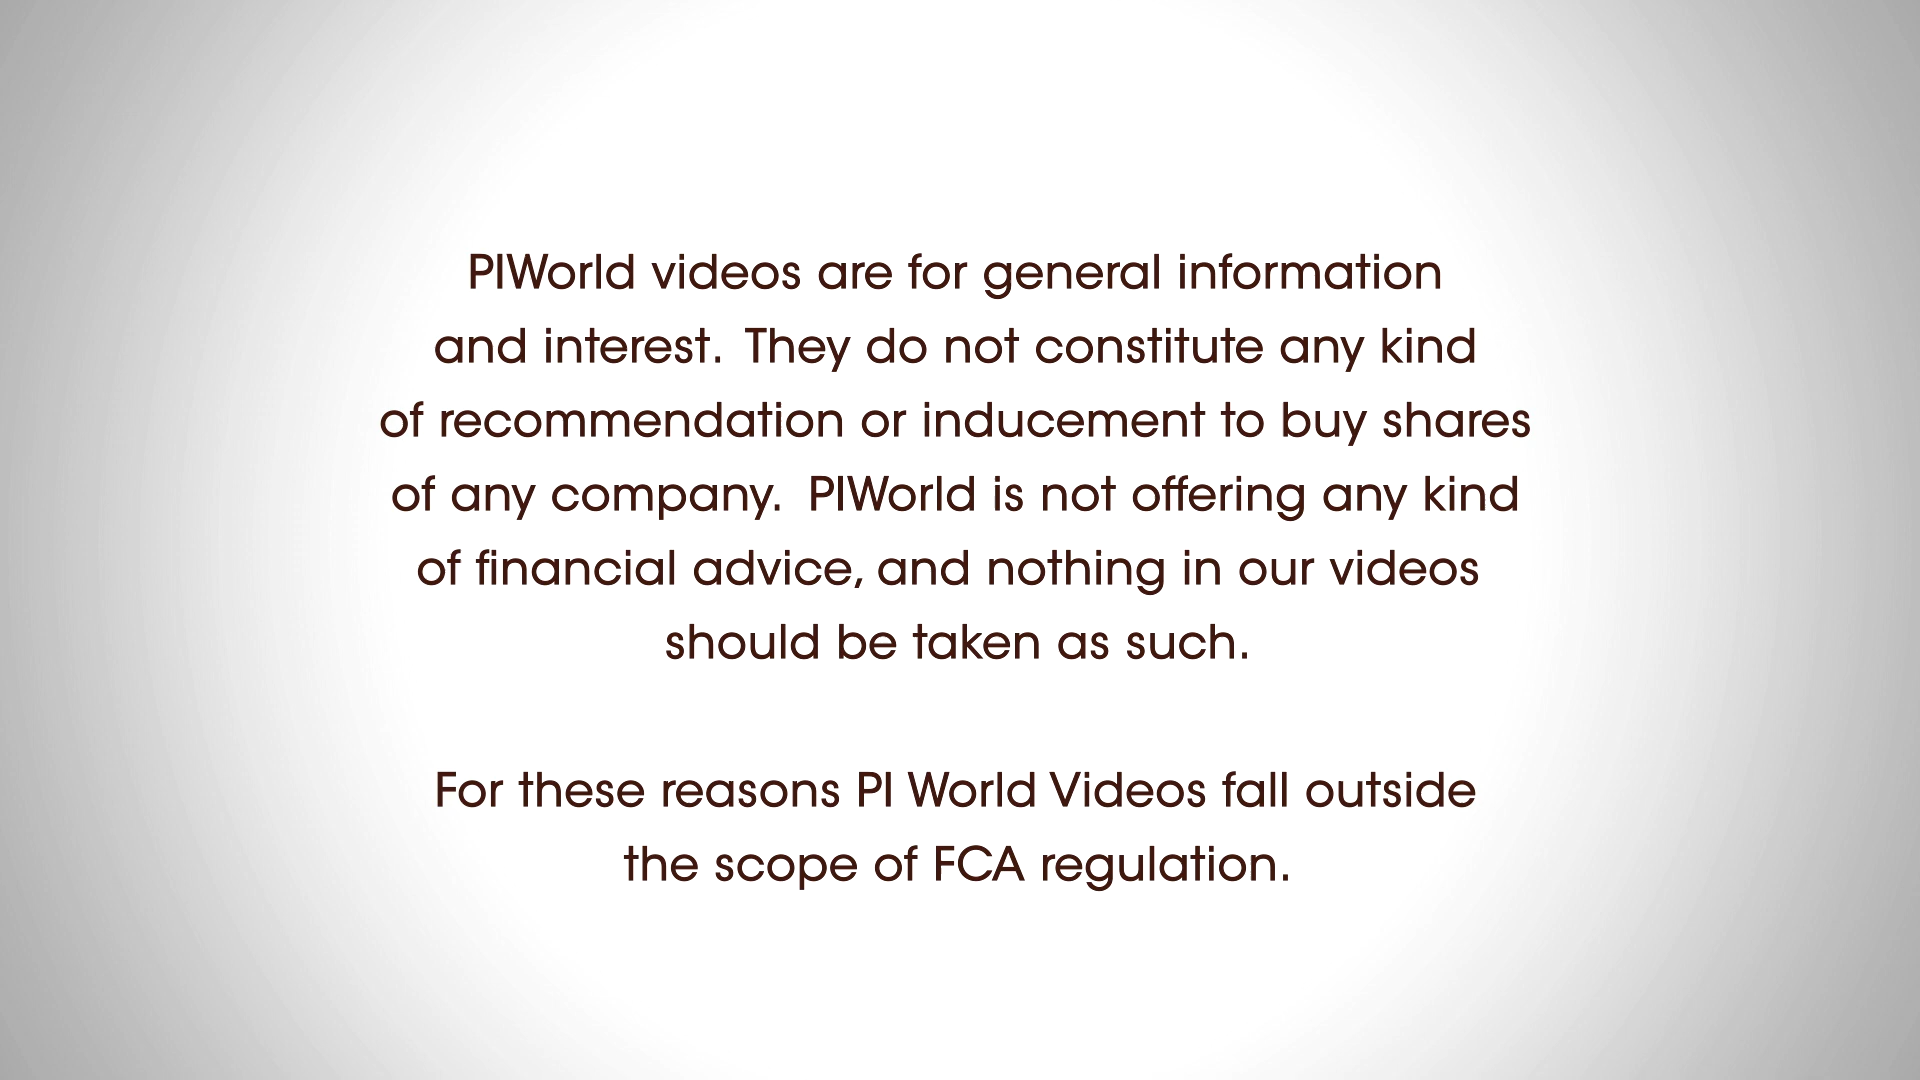 PIWorld videos are for general information
and interest.  They do not constitute any kind
of recommendation or inducement to buy shares
of any company.  PIWorld is not offering any kind
of financial advice, and nothing in our videos
should be taken as such.
For these reasons PI World Videos fall outside
the scope of FCA regulation.